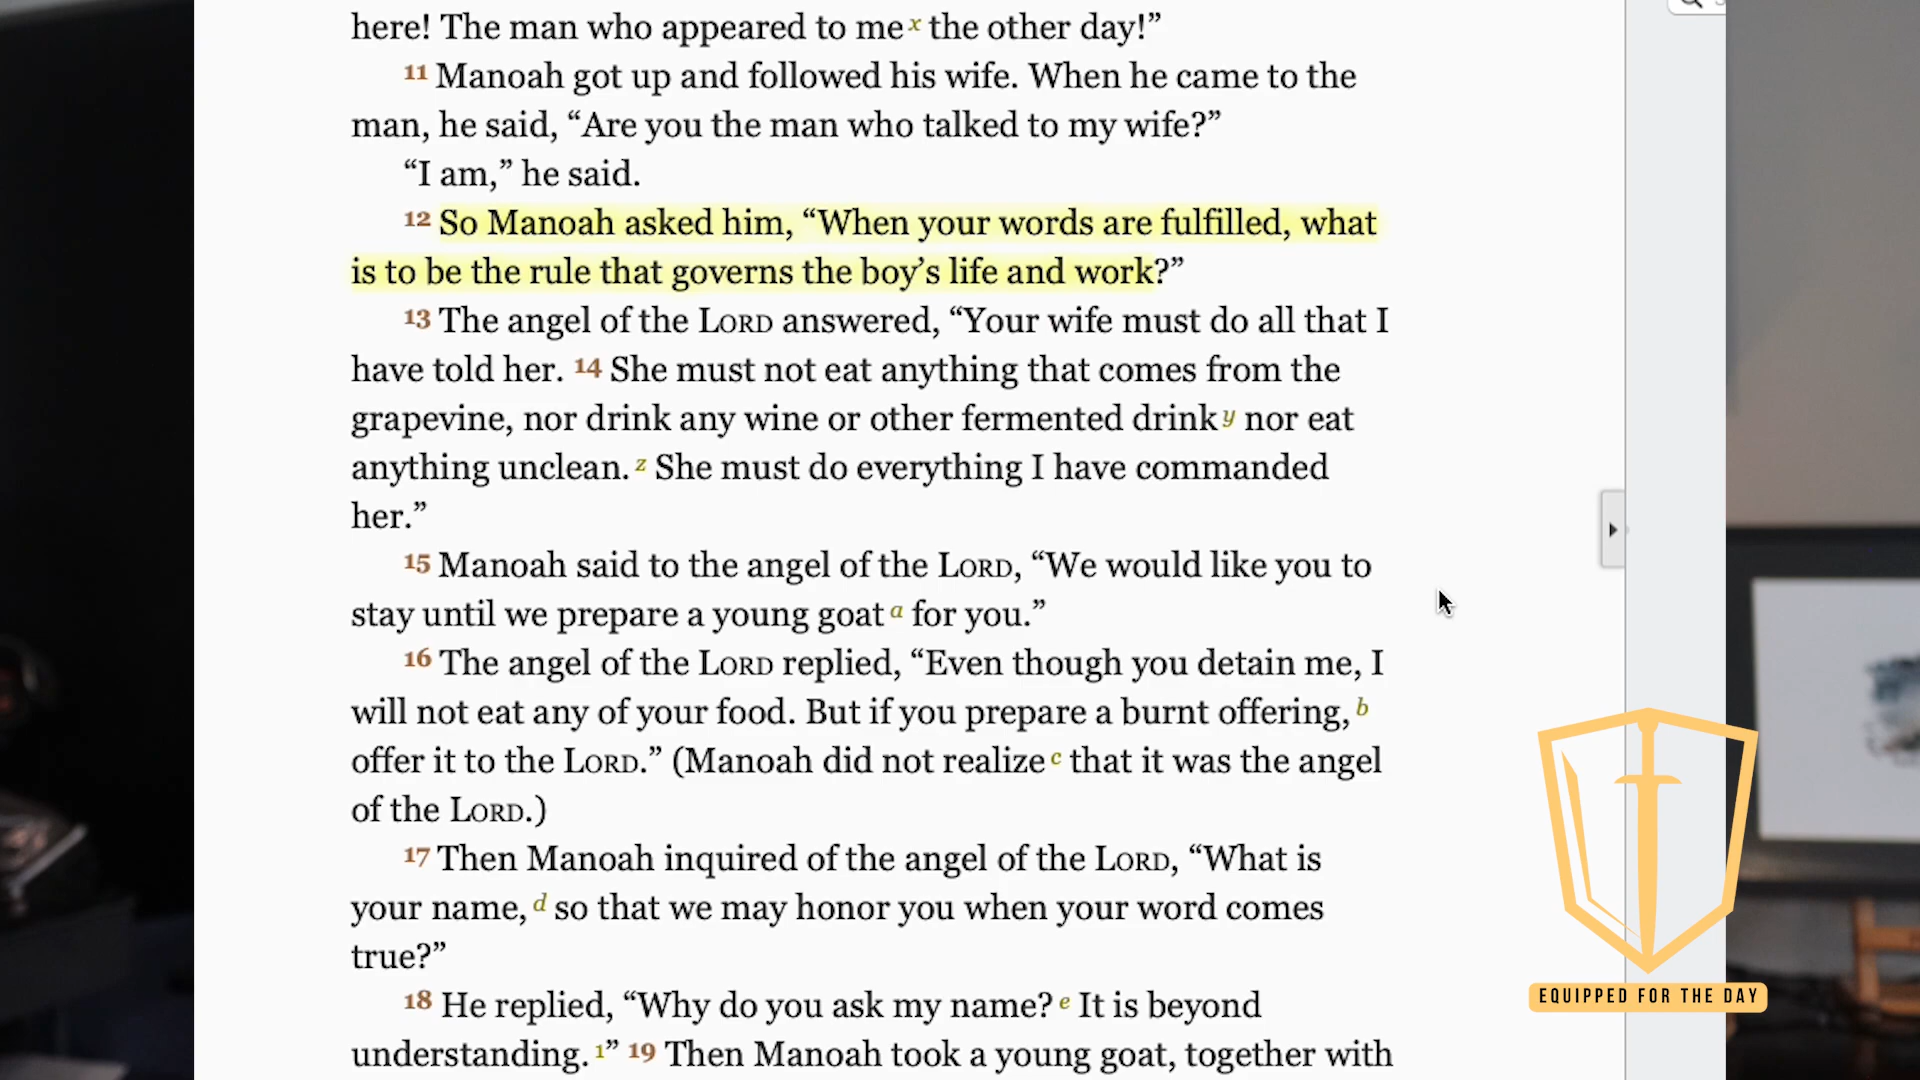 here! The man who appeared to me x the other day!”
11 Manoah got up and followed his wife. When he came to the
man, he said, “Are you the man who talked to my wife?”
“I am,” he said.
12 So Manoah asked him, “When your words are fulfilled, what
is to be the rule that governs the boy’s life and work?”
13 The angel of the LORD answered, “Your wife must do all that I
have told her. 14 She must not eat anything that comes from the
grapevine, nor drink any wine or other fermented drink y nor eat
anything unclean. z She must do everything I have commanded
her.”
15 Manoah said to the angel of the LORD, “We would like you to
stay until we prepare a young goat a for you.”
16 The angel of the LORD replied, “Even though you detain me, I
will not eat any of your food. But if you prepare a burnt offering, b
offer it to the LORD.” (Manoah did not realize c that it was the angel
of the LORD.)
17 Then Manoah inquired of the angel of the LORD, “What is
your name, d so that we may honor you when your word comes
true?”
18 He replied, “Why do you ask my name? e It is beyond
understanding. 1” 19 Then Manoah took a young goat, together with
EQUIPPED FOR THE DAY